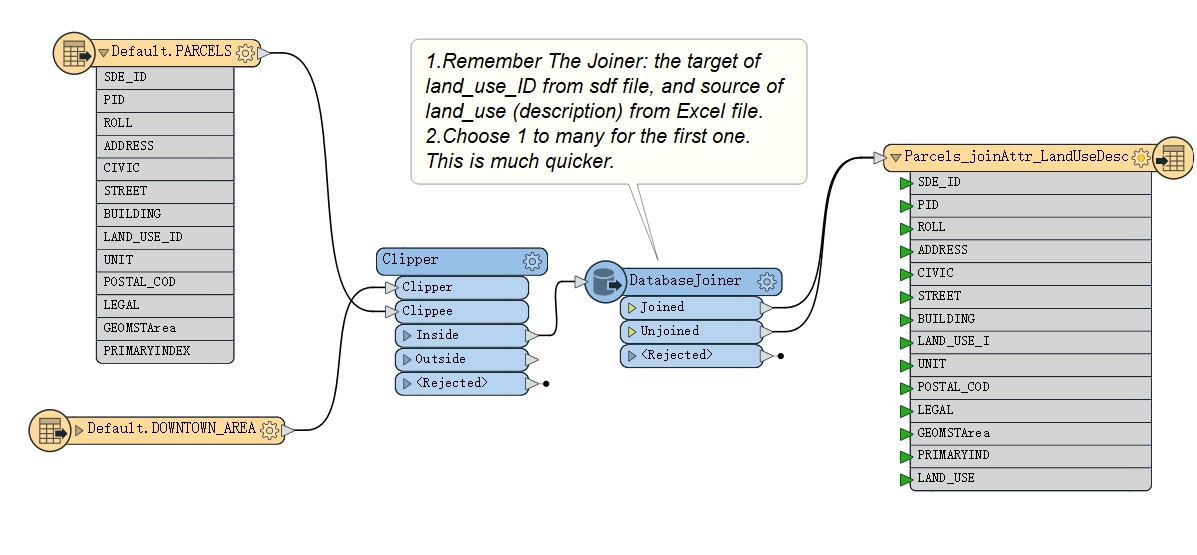 Default.PARCELS
SDE_ID
PID
ROLL
ADDRESS
CIVIC
STREET
BUILDING
LAND_USE_ID
UNIT
POSTAL_COD
LEGAL
GEOMSTArea
PRIMARYINDEX
Default.DOWNTOWN_AREA
1.Remember The Joiner: the target of
land_use_ID from sdf file, and source of
land_use (description) from Excel file.
2.Choose 1 to many for the first one.
This is much quicker.
Clipper
Clipper
Clippee
Inside
Outside
<Rejected>
DatabaseJoiner
Joined
Unjoined
<Rejected>
Parcels_joinAttr_LandUseDesc
SDE_ID
PID
ROLL
ADDRESS
CIVIC
STREET
BUILDING
LAND_USE_I
UNIT
POSTAL_COD
LEGAL
GEOMSTArea
PRIMARYIND
LAND_USE